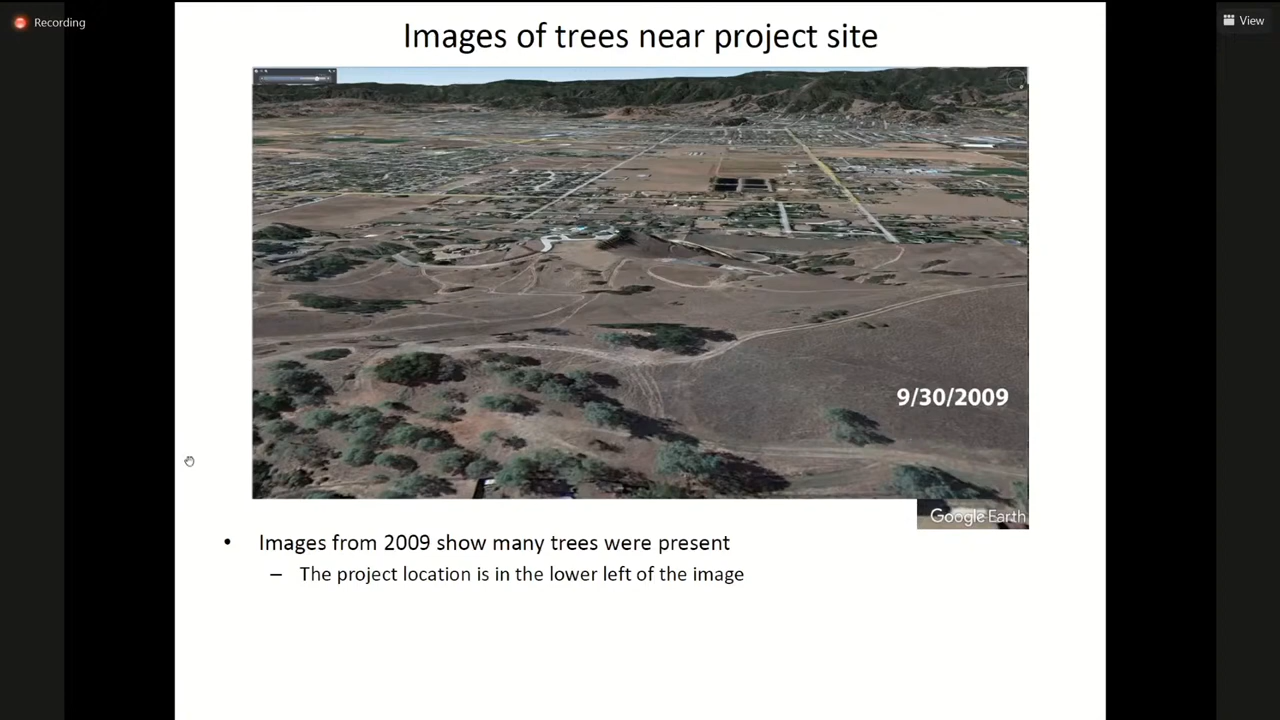 Recording
View
Images of trees near project site
9/30/2009
Google Earth
• Images from 2009 show many trees were present
– The project location is in the lower left of the image